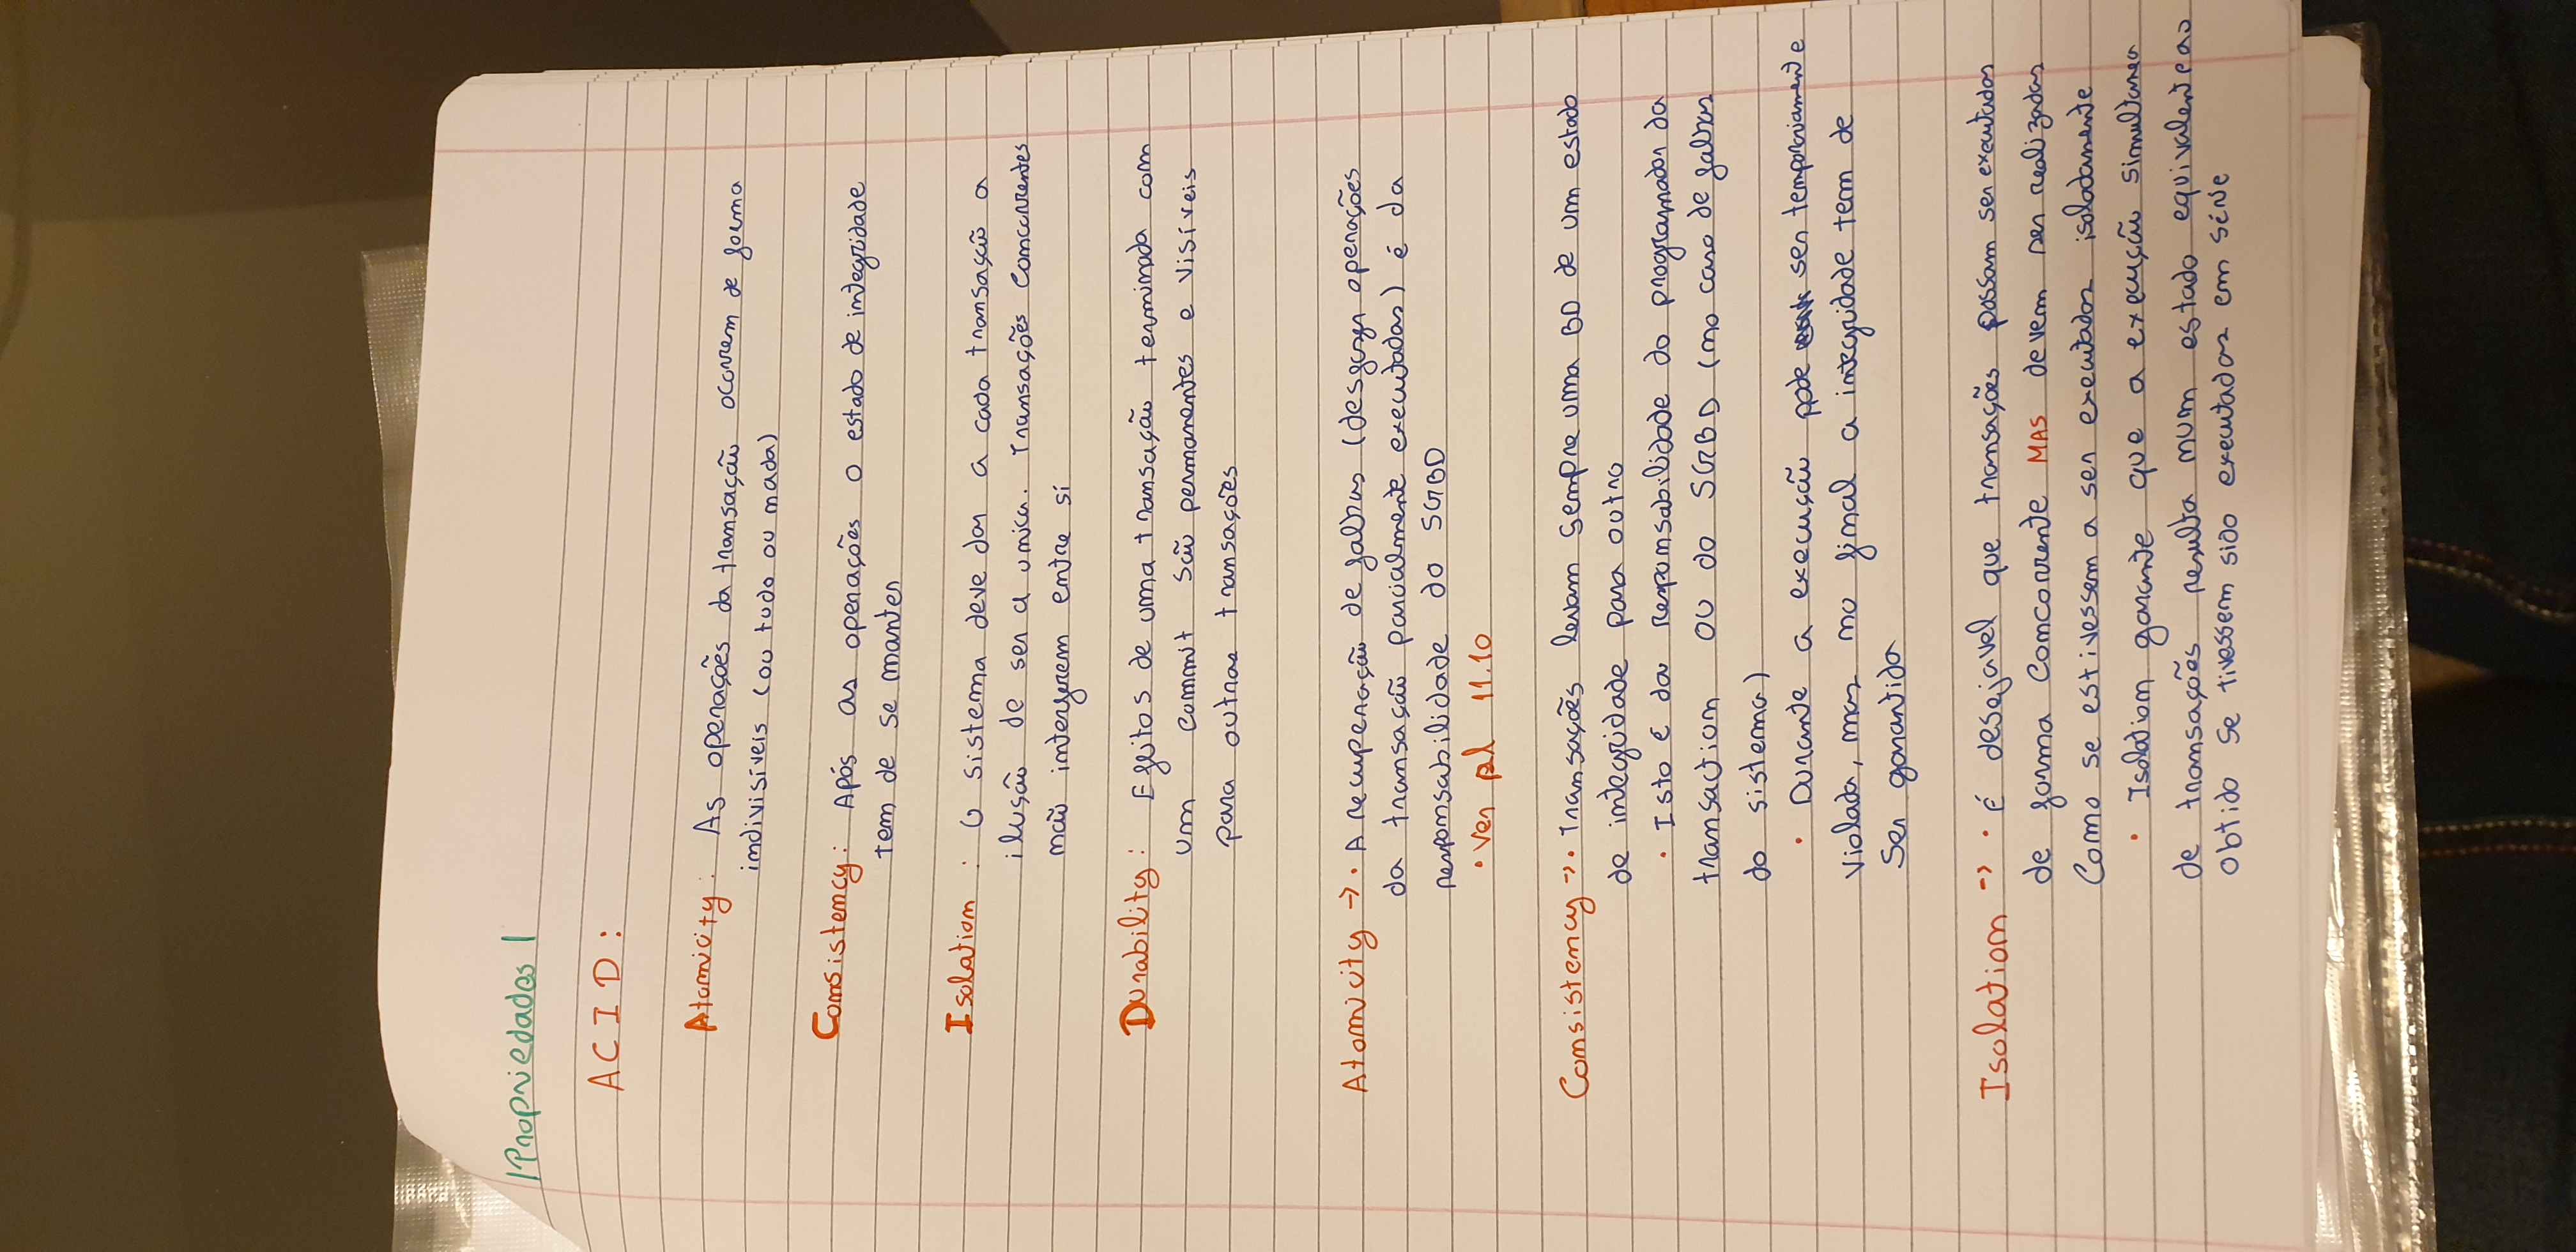 |Propriedades|
ACID:
Atomicity: As operações da transação ocorrem de forma
indivisíveis (ou tudo ou nada)
Consistency: Após as operações o estado de integridade
tem de se manter
Isolation : O sistema deve dar a cada transação a
ilusão de ser a unica. Transações concorrentes
não interferem entre si
Durability: Efeitos de uma transação terminada com
um commit são permanentes e visíveis
para outras transações
Atomicity -> • A recuperação de falhas (desfazer operações
da transação parcialmente executadas) é da
responsabilidade do SGBD
• Ver pl 11.10
Consistency -> • Transações levam sempre uma BD de um estado
de integridade para outro
• Isto é da responsabilidade do programador da
transaction OU do SGBD (no caso de falhas
do sistema)
• Durante a execução pode ser temporariamente
violada, mas no final a integridade tem de
ser garantida
Isolation -> • É desejavel que transações possam ser executadas
de forma concorrente MAS devem ser realizadas
como se estivessem a ser executadas isoladamente
• Isolation garante que a execução simultanea
de transações resulta num estado equivalente ao
obtido se tivessem sido executadas em série